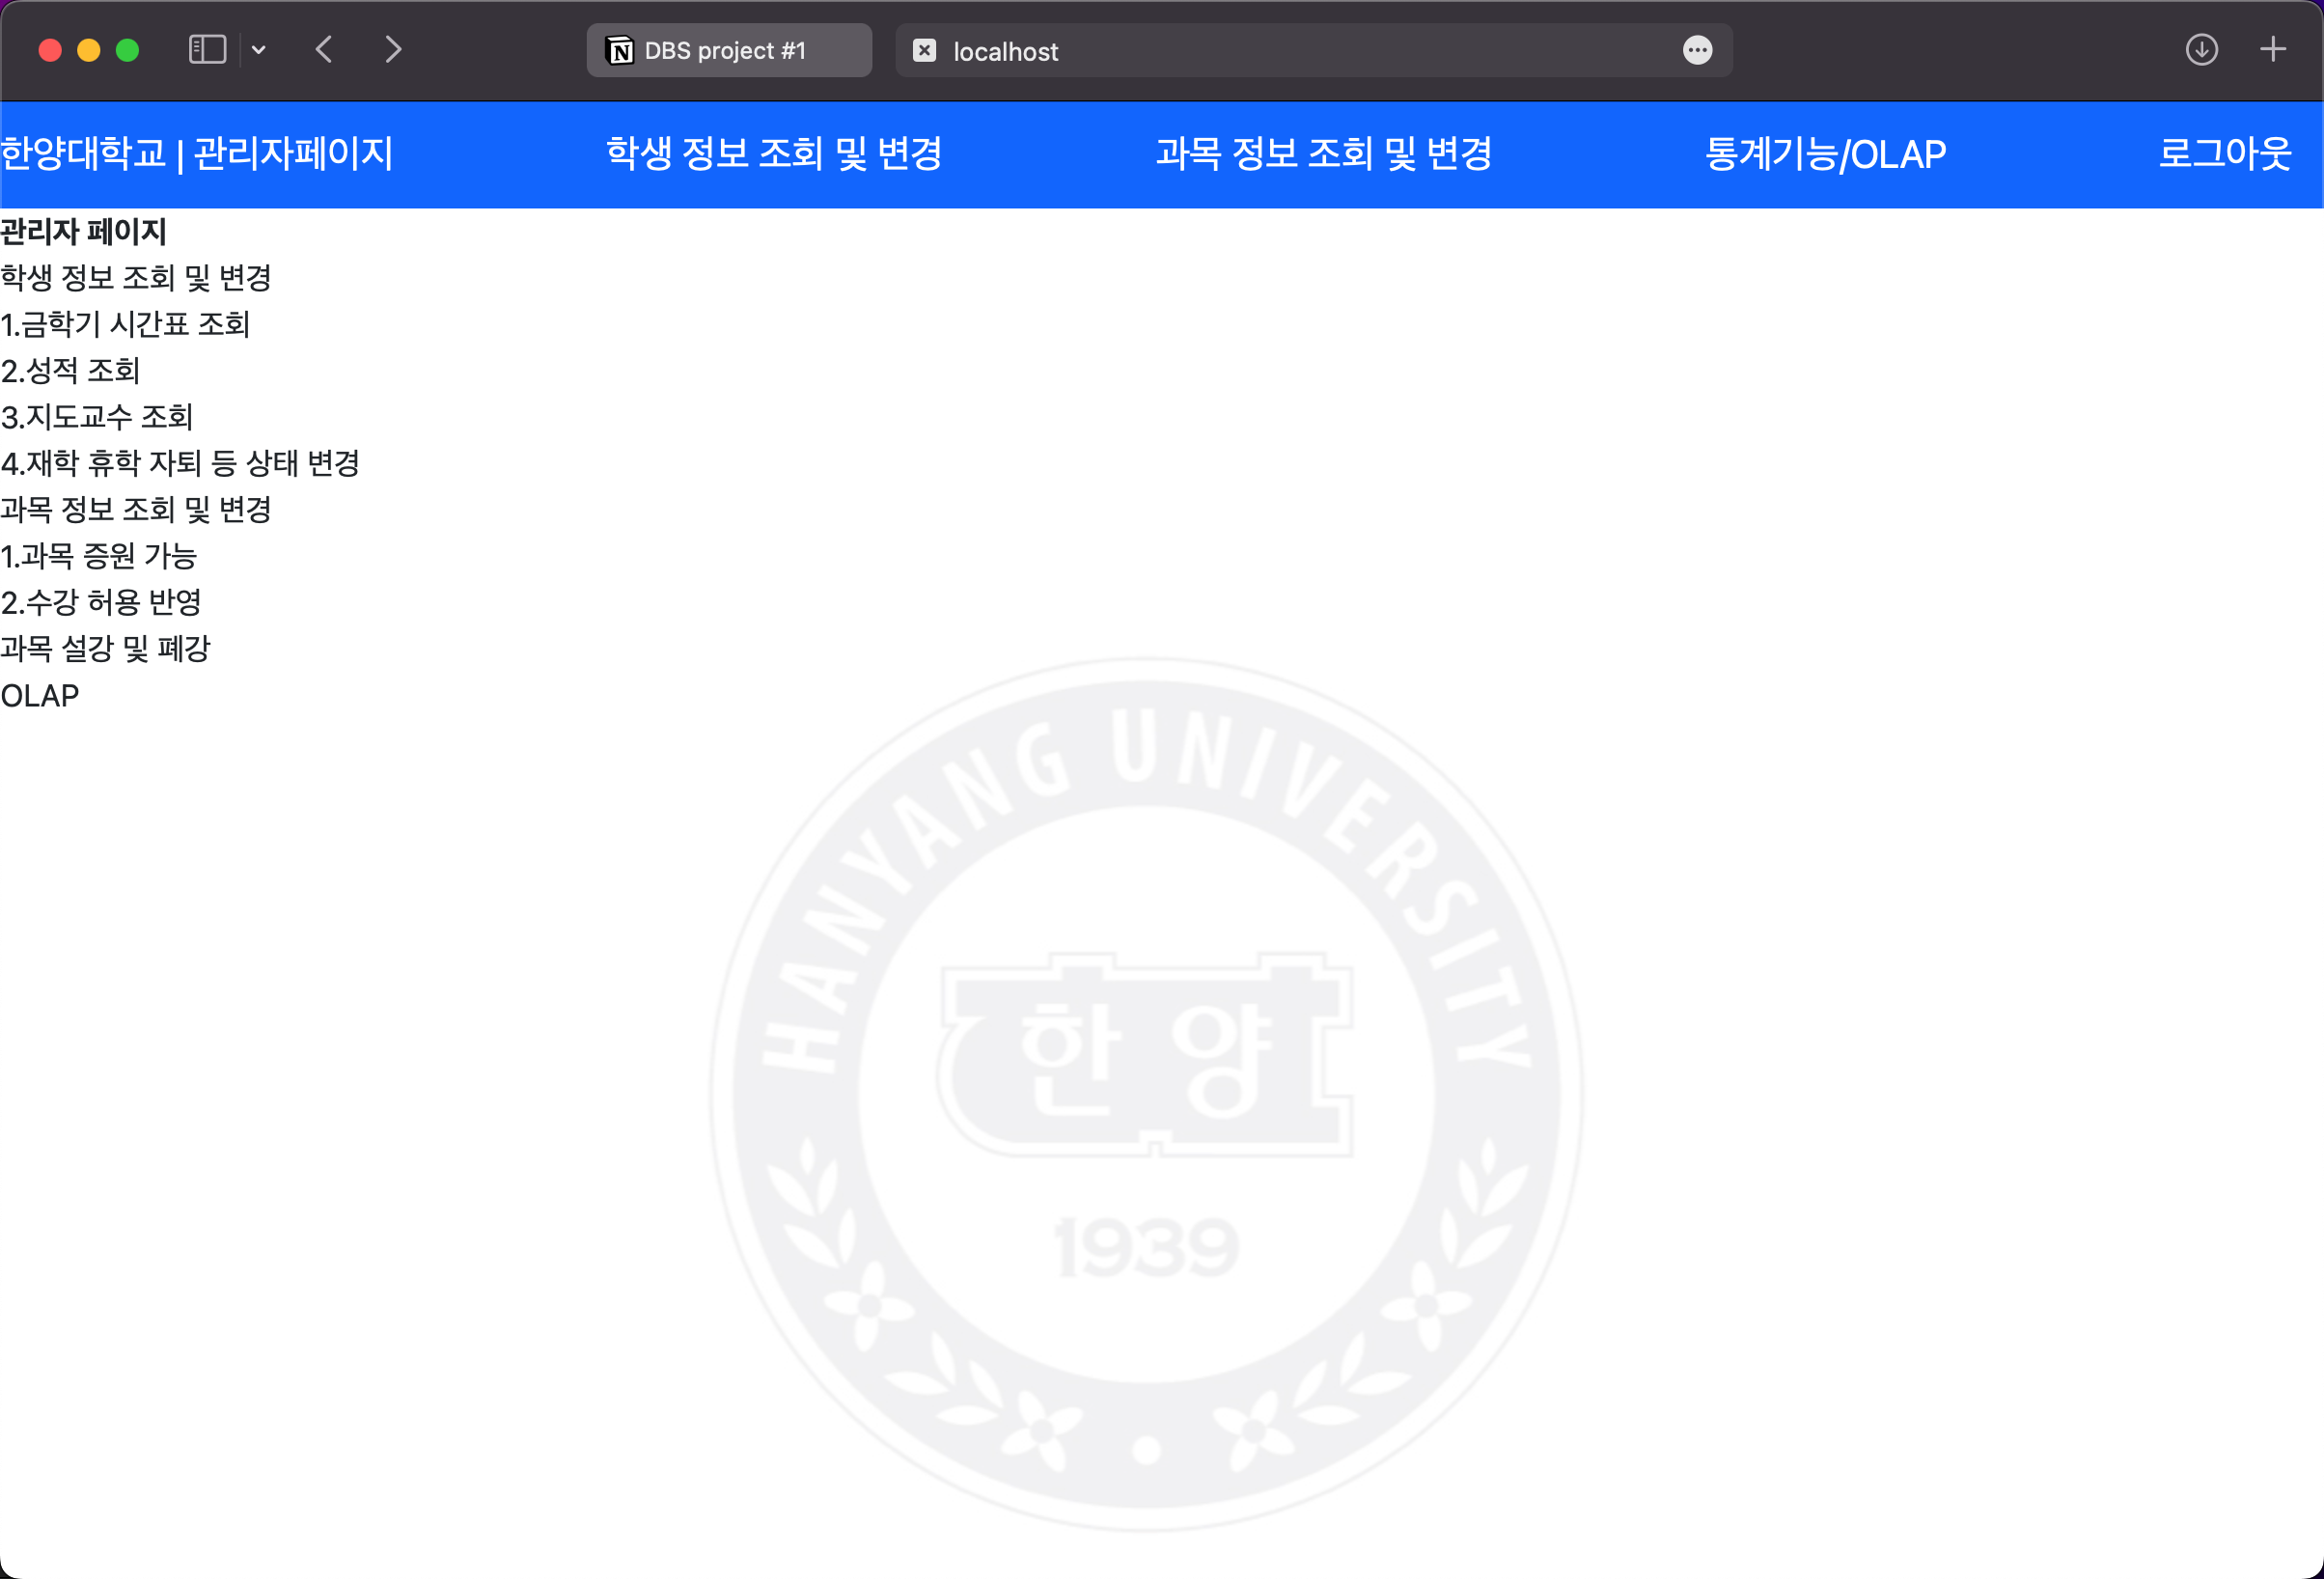 DBS project #1
localhost
한양대학교 | 관리자페이지 학생 정보 조회 및 변경 과목 정보 조회 및 변경 통계기능/OLAP 로그아웃
관리자 페이지
학생 정보 조회 및 변경
1.금학기 시간표 조회
2.성적 조회
3.지도교수 조회
4.재학 휴학 자퇴 등 상태 변경
과목 정보 조회 및 변경
1.과목 증원 가능
2.수강 허용 반영
과목 설강 및 폐강
OLAP
HANYANG UNIVERSITY
한양
1939